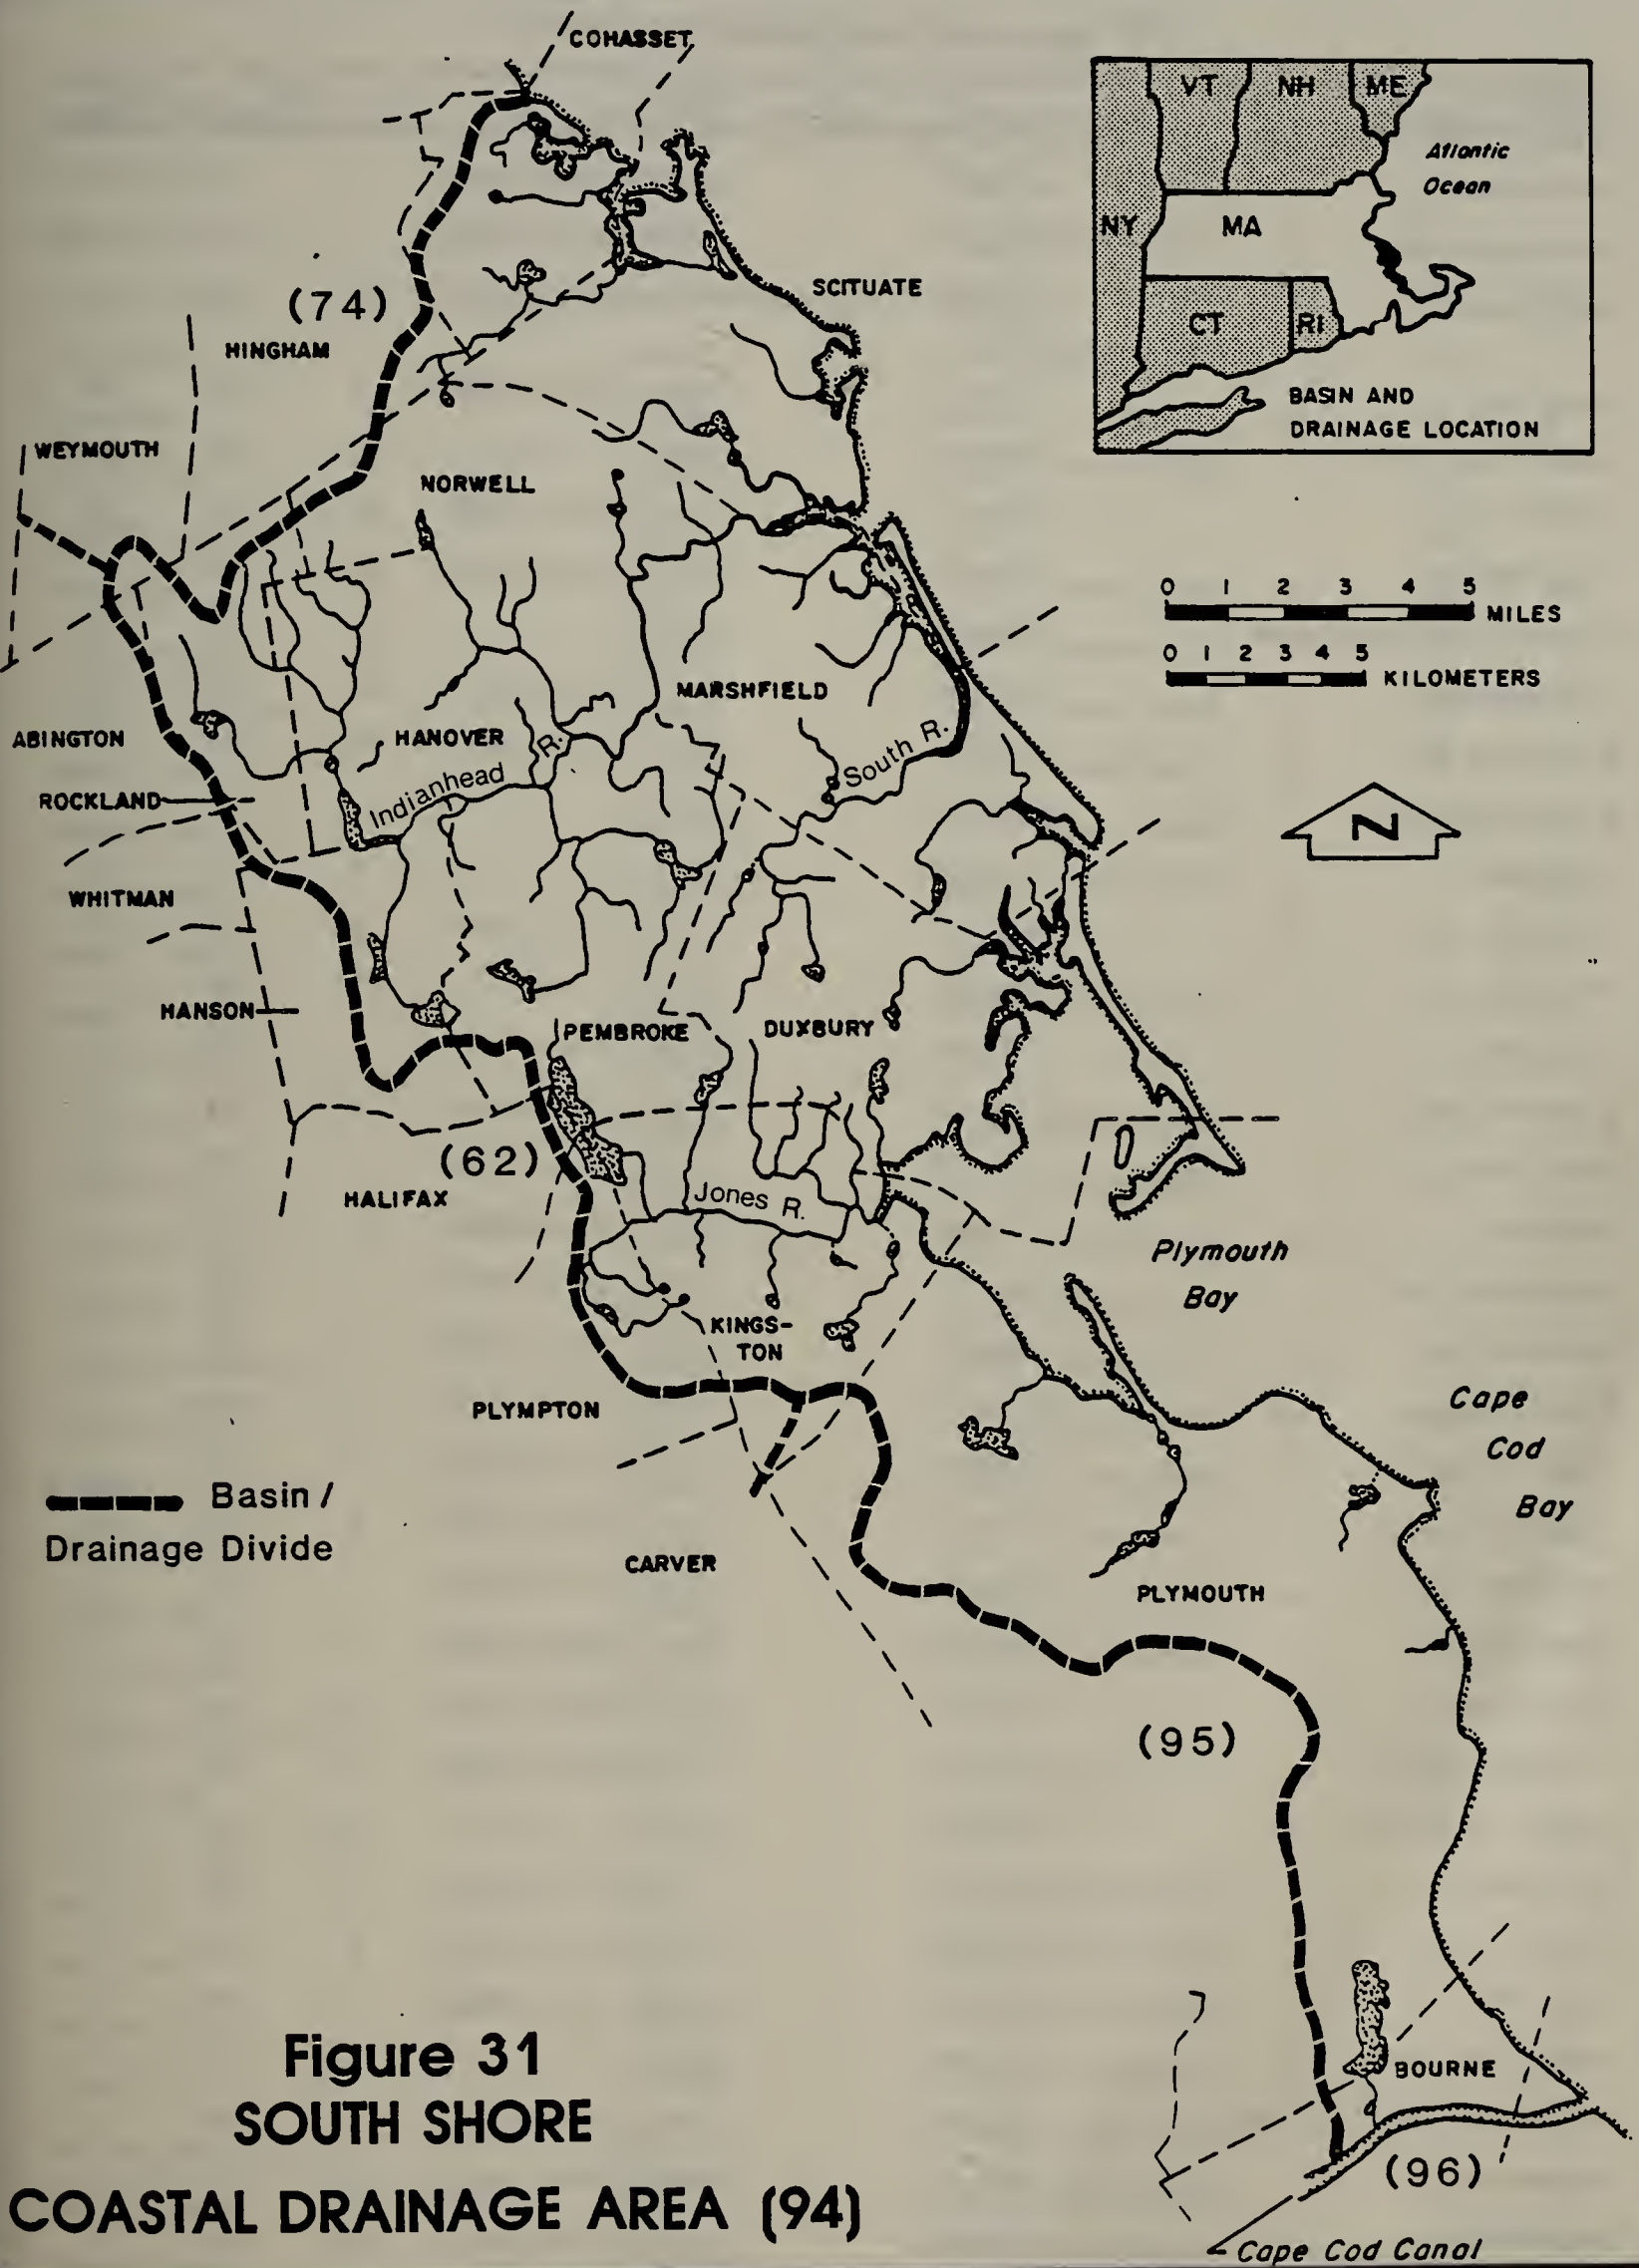 COHASSET
VT
NH
ME
Atlantic
Ocean
NY
MA
SCITUATE
(74)
CT
RI
HINGHAM
BASIN AND
DRAINAGE LOCATION
WEYMOUTH
NORWELL
0 1 2 3 4 5
MILES
0 1 2 3 4 5
KILOMETERS
MARSHFIELD
ABINGTON
HANOVER
South R.
Indianhead R.
ROCKLAND
N
WHITMAN
HANSON
PEMBROKE
DUXBURY
(62)
HALIFAX
Jones R.
Plymouth
Bay
KINGS-
TON
PLYMPTON
Cape
Cod
Bay
Basin /
Drainage Divide
CARVER
PLYMOUTH
(95)
BOURNE
(96)
Cape Cod Canal
Figure 31
SOUTH SHORE
COASTAL DRAINAGE AREA (94)